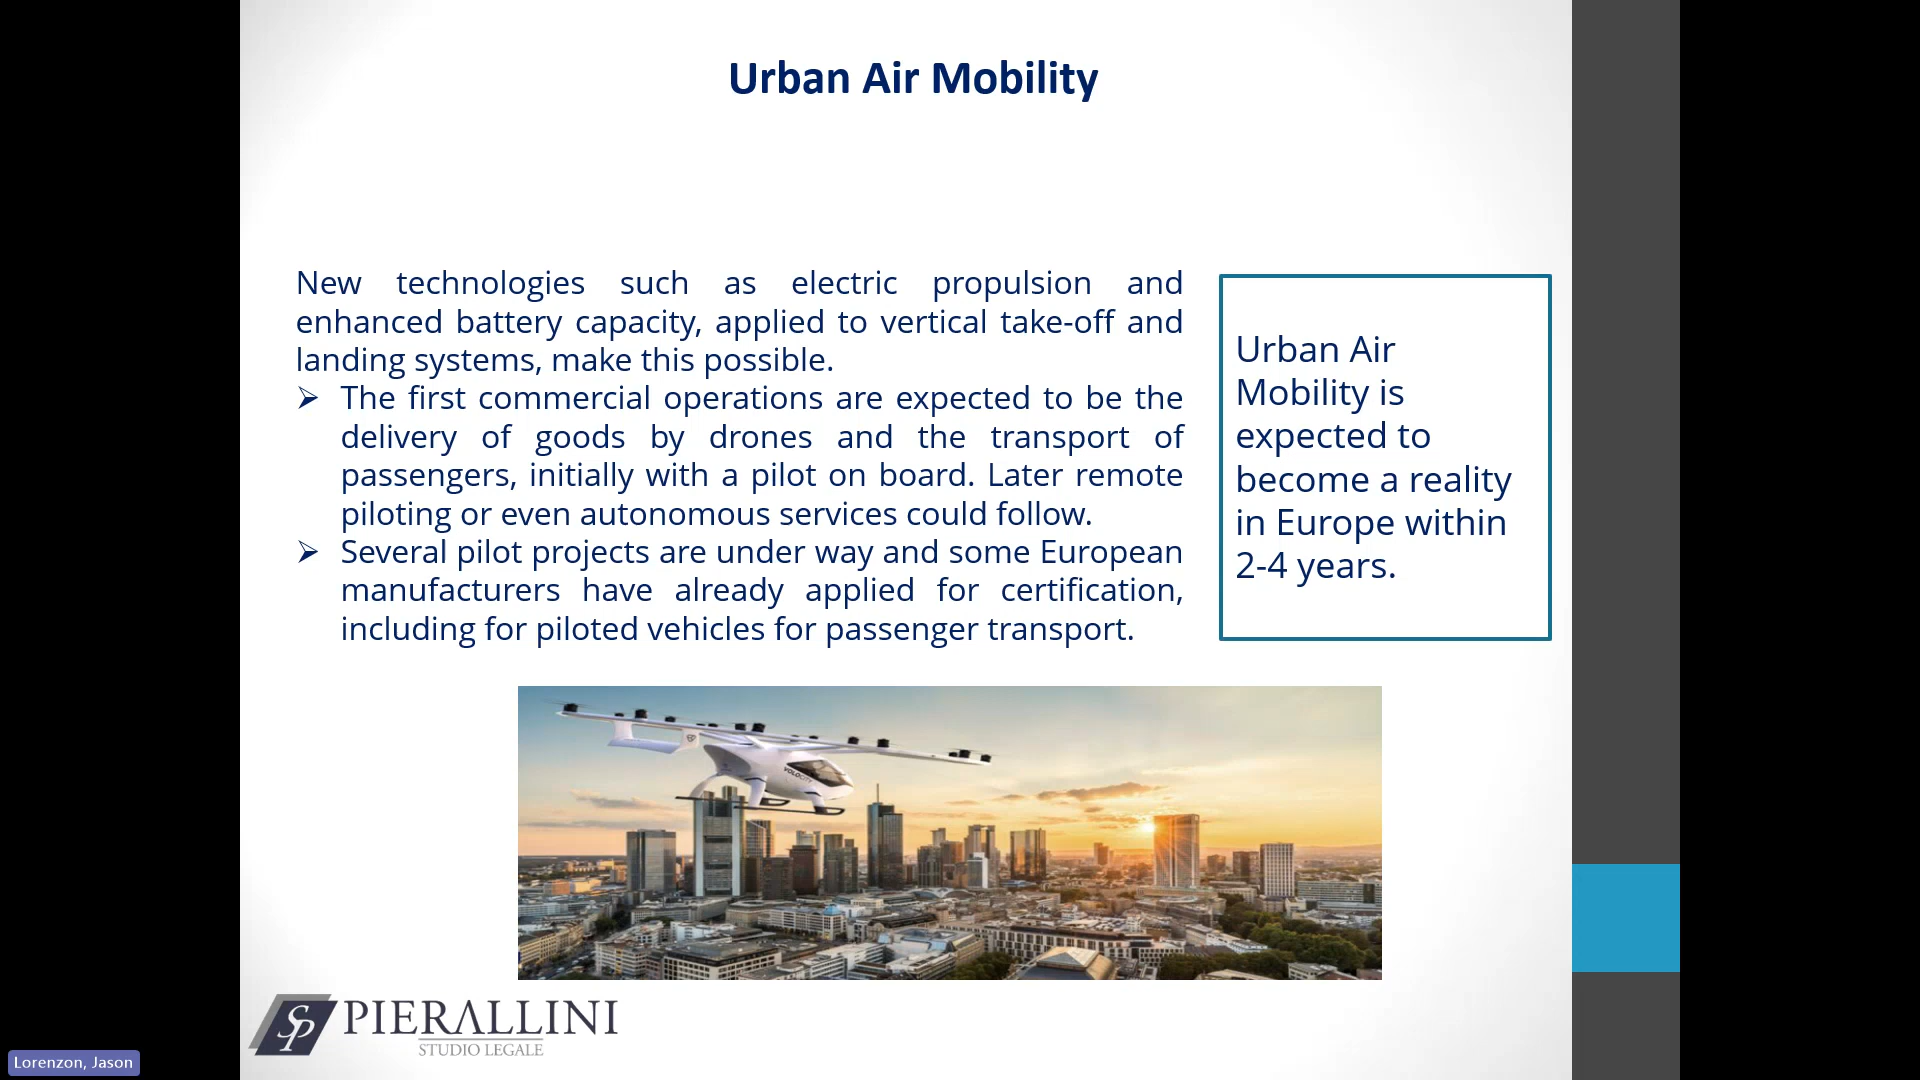 Urban Air Mobility
New technologies such as electric propulsion and
enhanced battery capacity, applied to vertical take-off and
landing systems, make this possible.
➢ The first commercial operations are expected to be the
delivery of goods by drones and the transport of
passengers, initially with a pilot on board. Later remote
piloting or even autonomous services could follow.
➢ Several pilot projects are under way and some European
manufacturers have already applied for certification,
including for piloted vehicles for passenger transport.
Urban Air
Mobility is
expected to
become a reality
in Europe within
2-4 years.
VOLOCITY
SP PIERALLINI
STUDIO LEGALE
Lorenzon, Jason